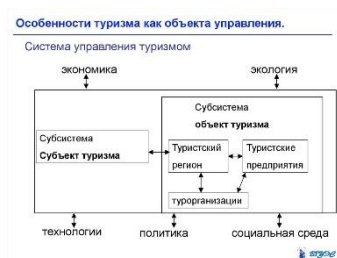 Особенности туризма как объекта управления.
Система управления туризмом
экономика
экология
Субсистема
объект туризма
Субсистема
Субъект туризма
Туристский
регион
Туристские
предприятия
турорганизации
технологии
политика
социальная среда
ВГУЭС